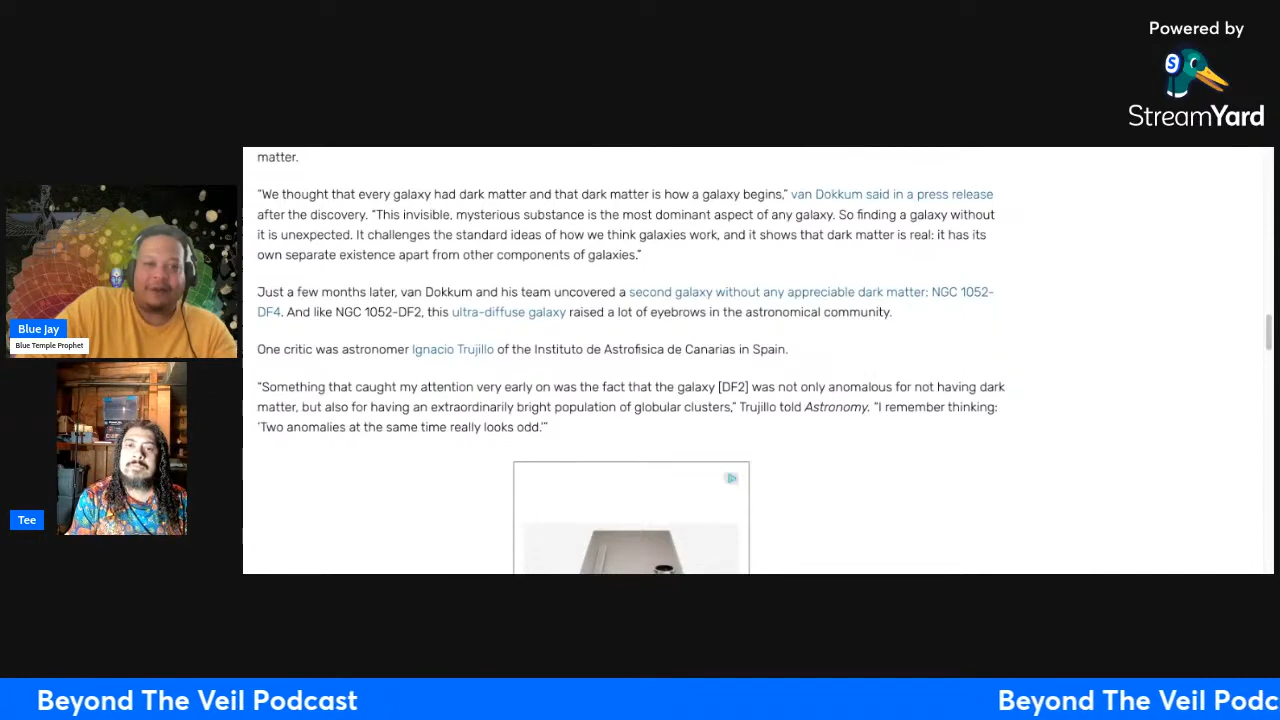 Powered by
StreamYard
matter.
“We thought that every galaxy had dark matter and that dark matter is how a galaxy begins,” van Dokkum said in a press release
after the discovery. “This invisible, mysterious substance is the most dominant aspect of any galaxy. So finding a galaxy without
it is unexpected. It challenges the standard ideas of how we think galaxies work, and it shows that dark matter is real: it has its
own separate existence apart from other components of galaxies.”
Just a few months later, van Dokkum and his team uncovered a second galaxy without any appreciable dark matter: NGC 1052-
DF4. And like NGC 1052-DF2, this ultra-diffuse galaxy raised a lot of eyebrows in the astronomical community.
One critic was astronomer Ignacio Trujillo of the Instituto de Astrofisica de Canarias in Spain.
“Something that caught my attention very early on was the fact that the galaxy [DF2] was not only anomalous for not having dark
matter, but also for having an extraordinarily bright population of globular clusters,” Trujillo told Astronomy. “I remember thinking:
‘Two anomalies at the same time really looks odd.’”
Blue Jay
Blue Temple Prophet
Tee
Beyond The Veil Podcast
Beyond The Veil Podc